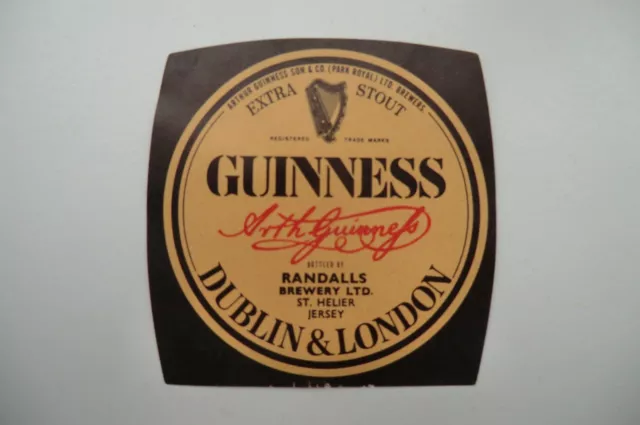 ARTHUR GUINNESS SON & CO. (PARK ROYAL) LTD. BREWERS
EXTRA STOUT
REGISTERED TRADE MARKS
GUINNESS
Arth Guinness
BOTTLED BY
RANDALLS
BREWERY LTD.
ST. HELIER
JERSEY
DUBLIN & LONDON